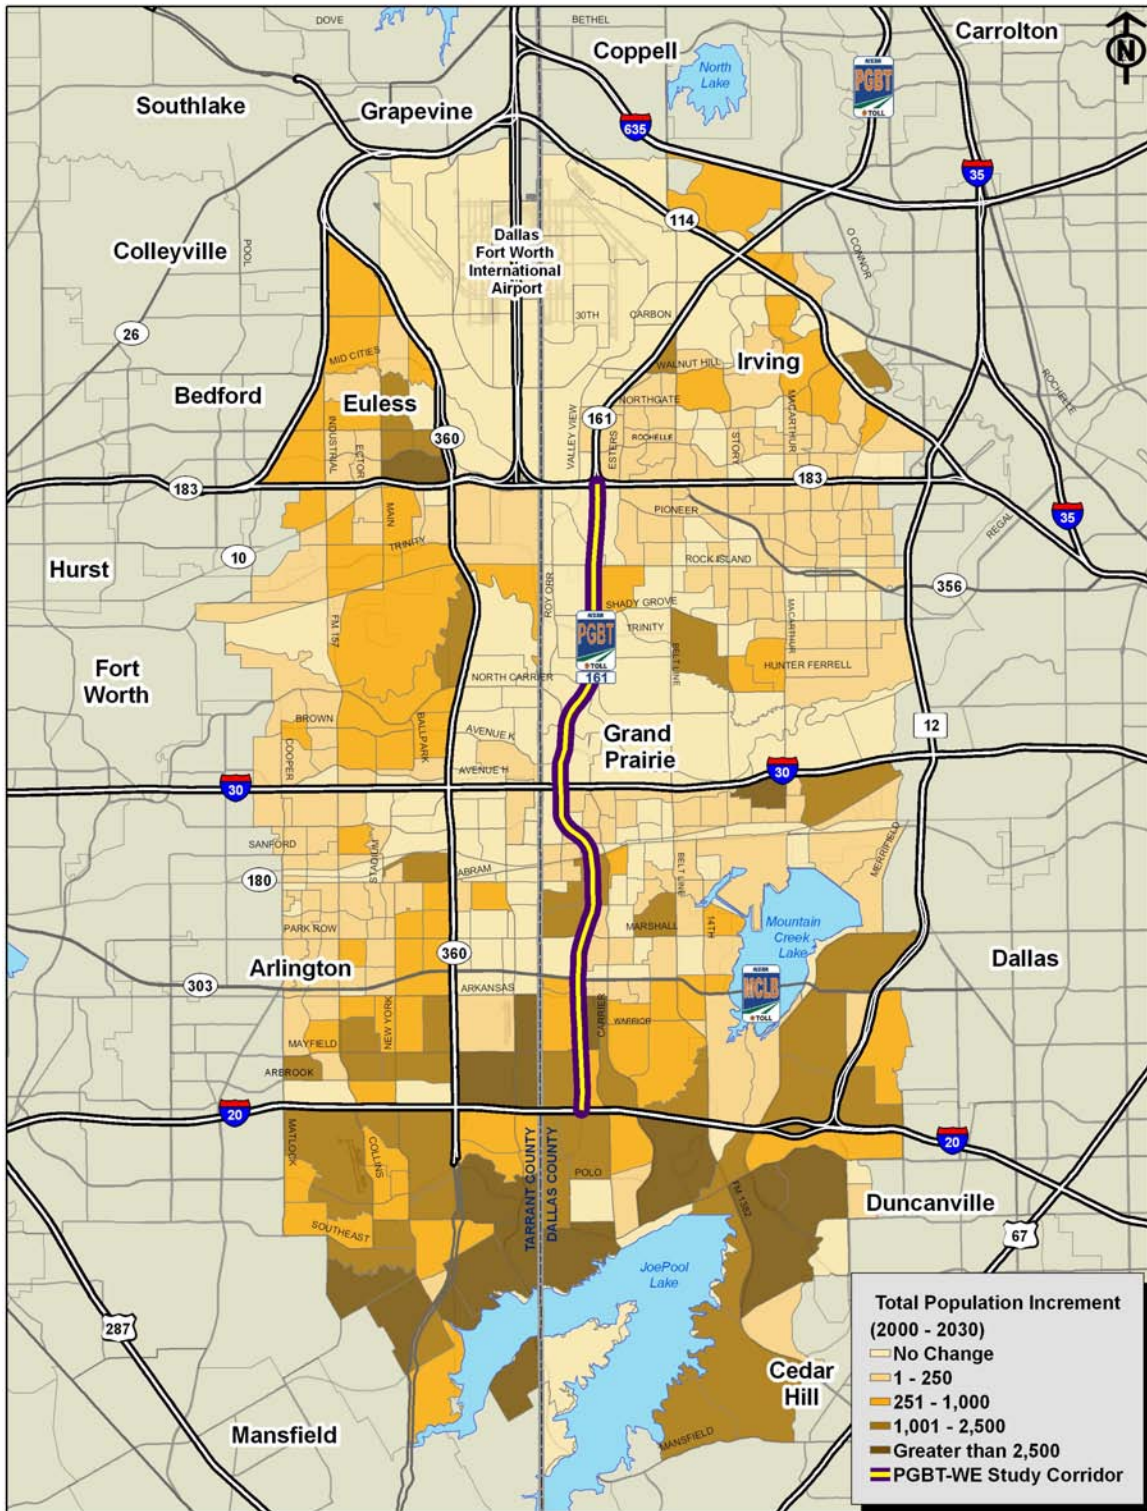 DOVE
BETHEL
Coppell
Carrolton
N
North
Lake
PGBT
TOLL
Southlake
Grapevine
635
35
114
O CONNOR
Colleyville
POOL
Dallas
Fort Worth
International
Airport
30TH
CARBON
26
MID CITIES
WALNUT HILL
Irving
ROCHELLE
Bedford
Euless
NORTHGATE
MACARTHUR
161
INDUSTRIAL
ECTOR
360
VALLEY VIEW
ESTERS
ROCHELLE
STORY
183
183
MAIN
PIONEER
REGAL
35
TRINITY
ROCK ISLAND
10
Hurst
356
ROY ORR
SHADY GROVE
MACARTHUR
FM 157
PGBT
TOLL
161
TRINITY
BELT LINE
HUNTER FERRELL
Fort
Worth
NORTH CARRIER
BROWN
BALLPARK
AVENUE K
Grand
Prairie
12
COOPER
AVENUE H
30
30
SANFORD
STADIUM
ABRAM
BELT LINE
MERRIFIELD
180
PARK ROW
MARSHALL
14TH
Mountain
Creek
Lake
360
Arlington
Dallas
303
ARKANSAS
MCLB
TOLL
NEW YORK
CARRIER
WARRIOR
MAYFIELD
ARBROOK
20
20
MATLOCK
COLLINS
TARRANT COUNTY
DALLAS COUNTY
POLO
FM 1382
Duncanville
SOUTHEAST
67
JoePool
Lake
287
Cedar
Hill
Mansfield
MANSFIELD
Total Population Increment
(2000 - 2030)
No Change
1 - 250
251 - 1,000
1,001 - 2,500
Greater than 2,500
PGBT-WE Study Corridor